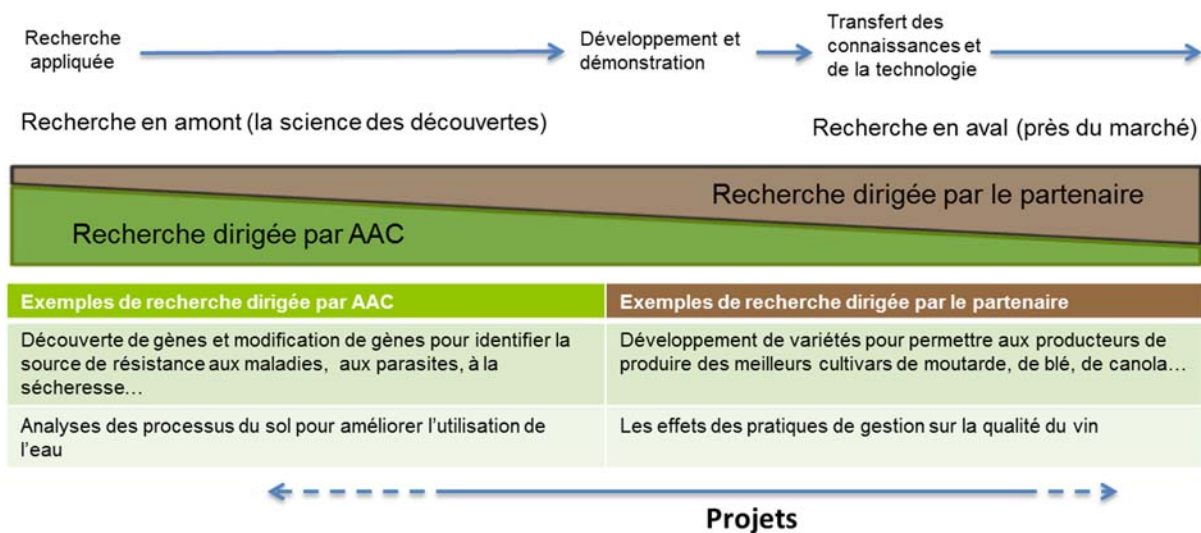 Recherche
appliquée
Développement et
démonstration
Transfert des
connaissances et
de la technologie
Recherche en amont (la science des découvertes)
Recherche en aval (près du marché)
Recherche dirigée par le partenaire
Recherche dirigée par AAC
Exemples de recherche dirigée par AAC
Exemples de recherche dirigée par le partenaire
Découverte de gènes et modification de gènes pour identifier la
source de résistance aux maladies, aux parasites, à la
sécheresse…
Développement de variétés pour permettre aux producteurs de
produire des meilleurs cultivars de moutarde, de blé, de canola…
Analyses des processus du sol pour améliorer l'utilisation de
l'eau
Les effets des pratiques de gestion sur la qualité du vin
Projets